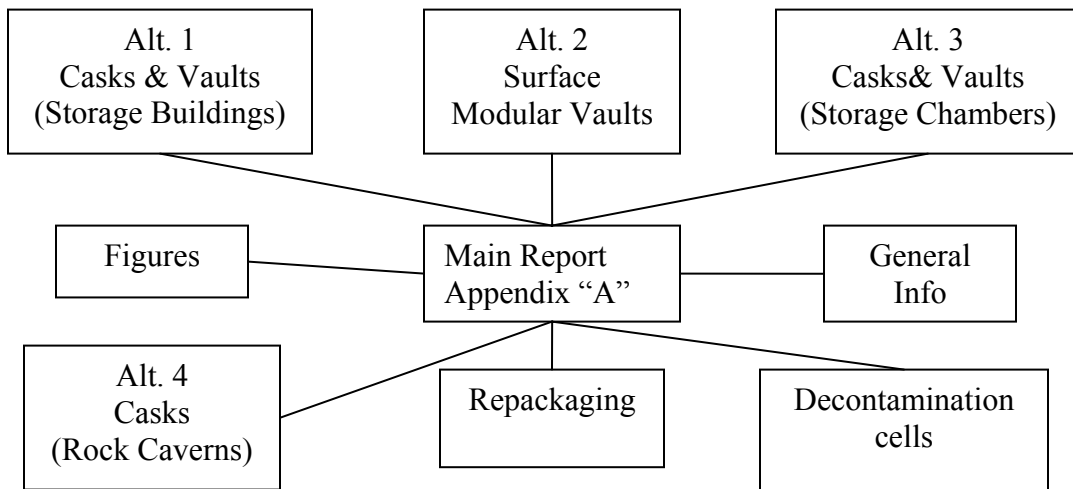 Alt. 1
Casks & Vaults
(Storage Buildings)
Alt. 2
Surface
Modular Vaults
Alt. 3
Casks& Vaults
(Storage Chambers)
Figures
Main Report
Appendix “A”
General
Info
Alt. 4
Casks
(Rock Caverns)
Repackaging
Decontamination
cells